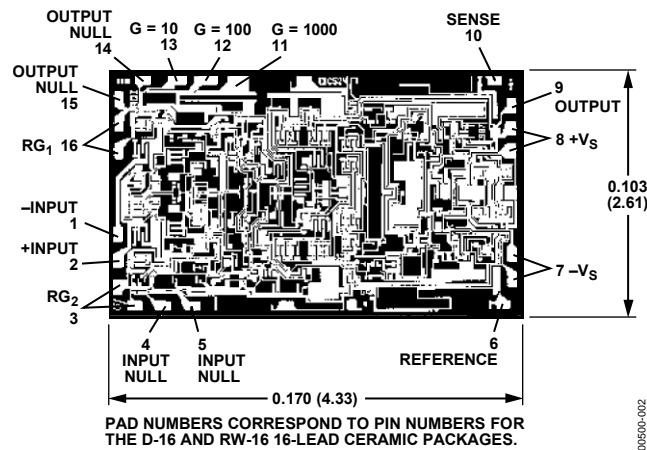 OUTPUT
NULL
14
G = 10
13
G = 100
12
G = 1000
11
SENSE
10
OUTPUT
NULL
15
9
OUTPUT
RG1 16
8 +VS
0.103
(2.61)
–INPUT
1
+INPUT
2
7 –VS
RG2
3
4
INPUT
NULL
5
INPUT
NULL
6
REFERENCE
0.170 (4.33)
PAD NUMBERS CORRESPOND TO PIN NUMBERS FOR
THE D-16 AND RW-16 16-LEAD CERAMIC PACKAGES.
00500-002